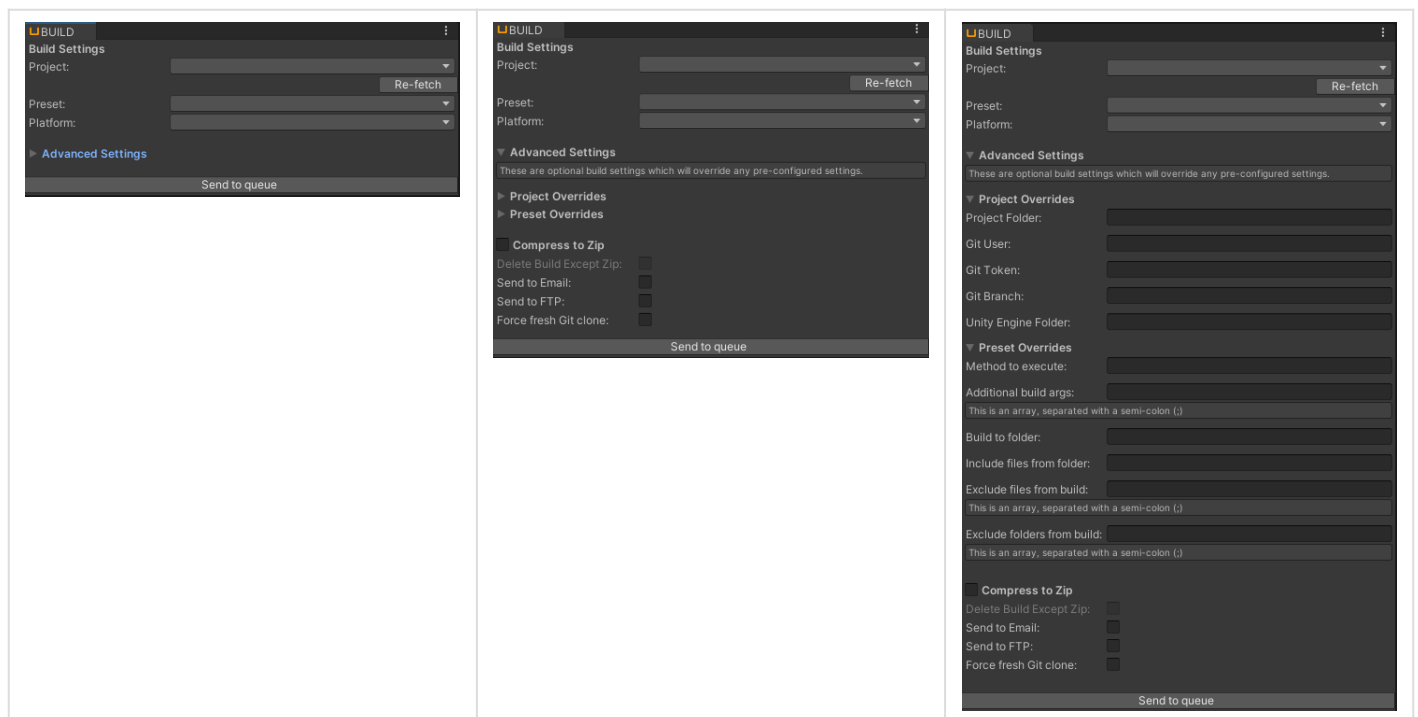 BUILD
Build Settings
Project:
Re-fetch
Preset:
Platform:
Advanced Settings
Send to queue
BUILD
Build Settings
Project:
Re-fetch
Preset:
Platform:
Advanced Settings
These are optional build settings which will override any pre-configured settings.
Project Overrides
Preset Overrides
Compress to Zip
Delete Build Except Zip:
Send to Email:
Send to FTP:
Force fresh Git clone:
Send to queue
BUILD
Build Settings
Project:
Re-fetch
Preset:
Platform:
Advanced Settings
These are optional build settings which will override any pre-configured settings.
Project Overrides
Project Folder:
Git User:
Git Token:
Git Branch:
Unity Engine Folder:
Preset Overrides
Method to execute:
Additional build args:
This is an array, separated with a semi-colon (;)
Build to folder:
Include files from folder:
Exclude files from build:
This is an array, separated with a semi-colon (;)
Exclude folders from build:
This is an array, separated with a semi-colon (;)
Compress to Zip
Delete Build Except Zip:
Send to Email:
Send to FTP:
Force fresh Git clone:
Send to queue